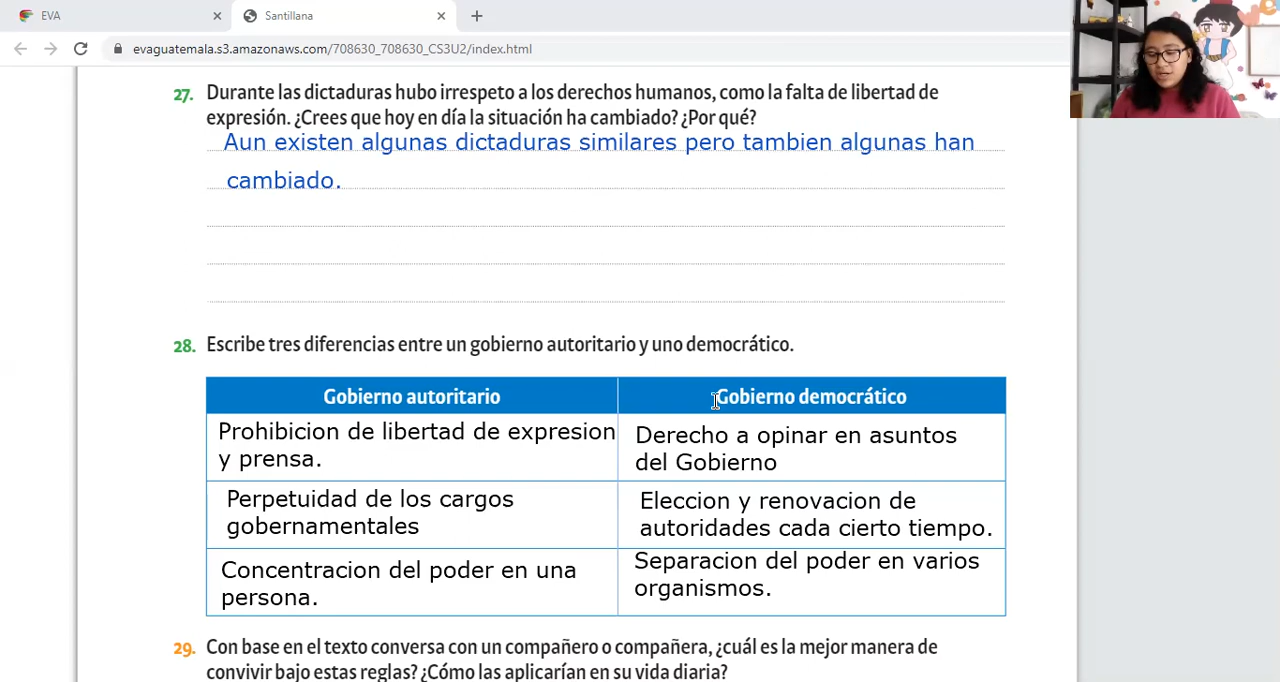 EVA
Santillana
evaguatemala.s3.amazonaws.com/708630_708630_CS3U2/index.html
27. Durante las dictaduras hubo irrespeto a los derechos humanos, como la falta de libertad de
expresión. ¿Crees que hoy en día la situación ha cambiado? ¿Por qué?
Aun existen algunas dictaduras similares pero tambien algunas han
cambiado.
28. Escribe tres diferencias entre un gobierno autoritario y uno democrático.
Gobierno autoritario
Gobierno democrático
Prohibicion de libertad de expresion
y prensa.
Derecho a opinar en asuntos
del Gobierno
Perpetuidad de los cargos
gobernamentales
Eleccion y renovacion de
autoridades cada cierto tiempo.
Concentracion del poder en una
persona.
Separacion del poder en varios
organismos.
29. Con base en el texto conversa con un compañero o compañera, ¿cuál es la mejor manera de
convivir bajo estas reglas? ¿Cómo las aplicarían en su vida diaria?